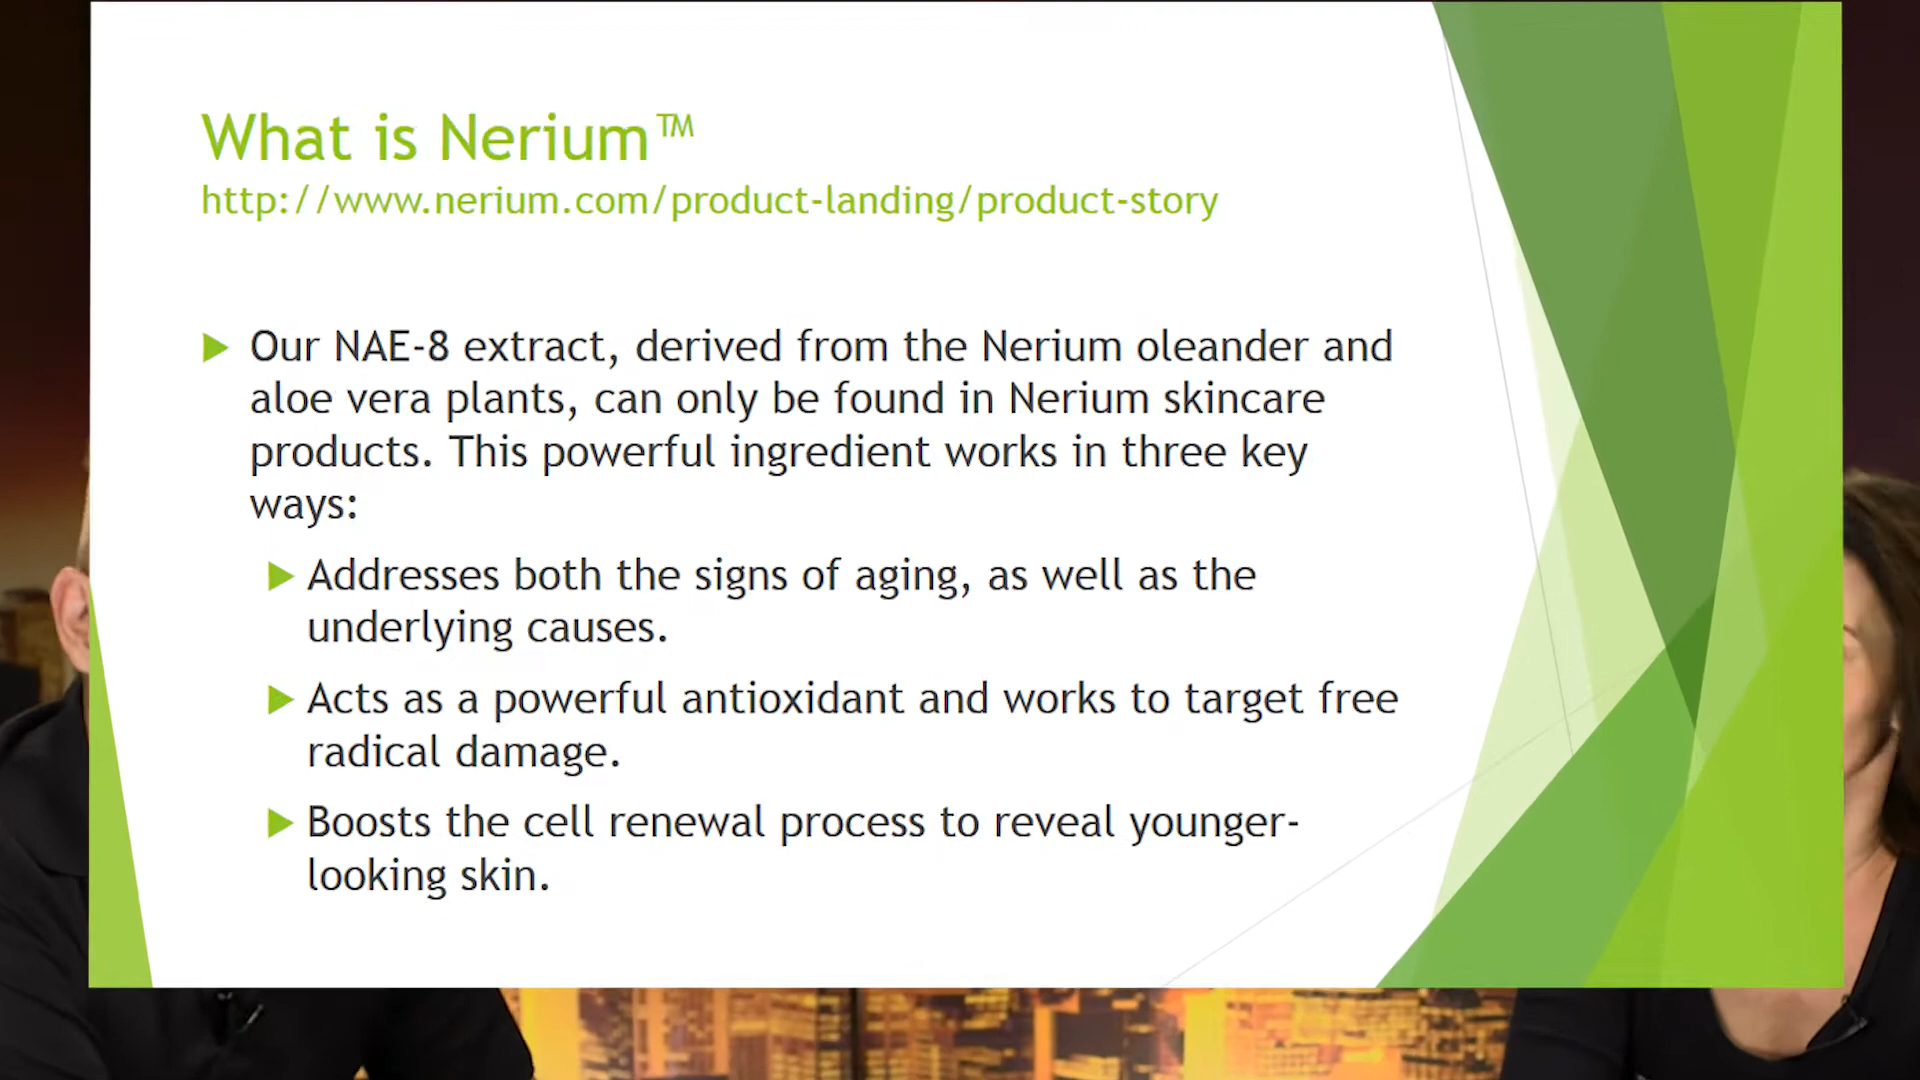 What is Nerium™
http://www.nerium.com/product-landing/product-story
Our NAE-8 extract, derived from the Nerium oleander and
aloe vera plants, can only be found in Nerium skincare
products. This powerful ingredient works in three key
ways:
Addresses both the signs of aging, as well as the
underlying causes.
Acts as a powerful antioxidant and works to target free
radical damage.
Boosts the cell renewal process to reveal younger-
looking skin.